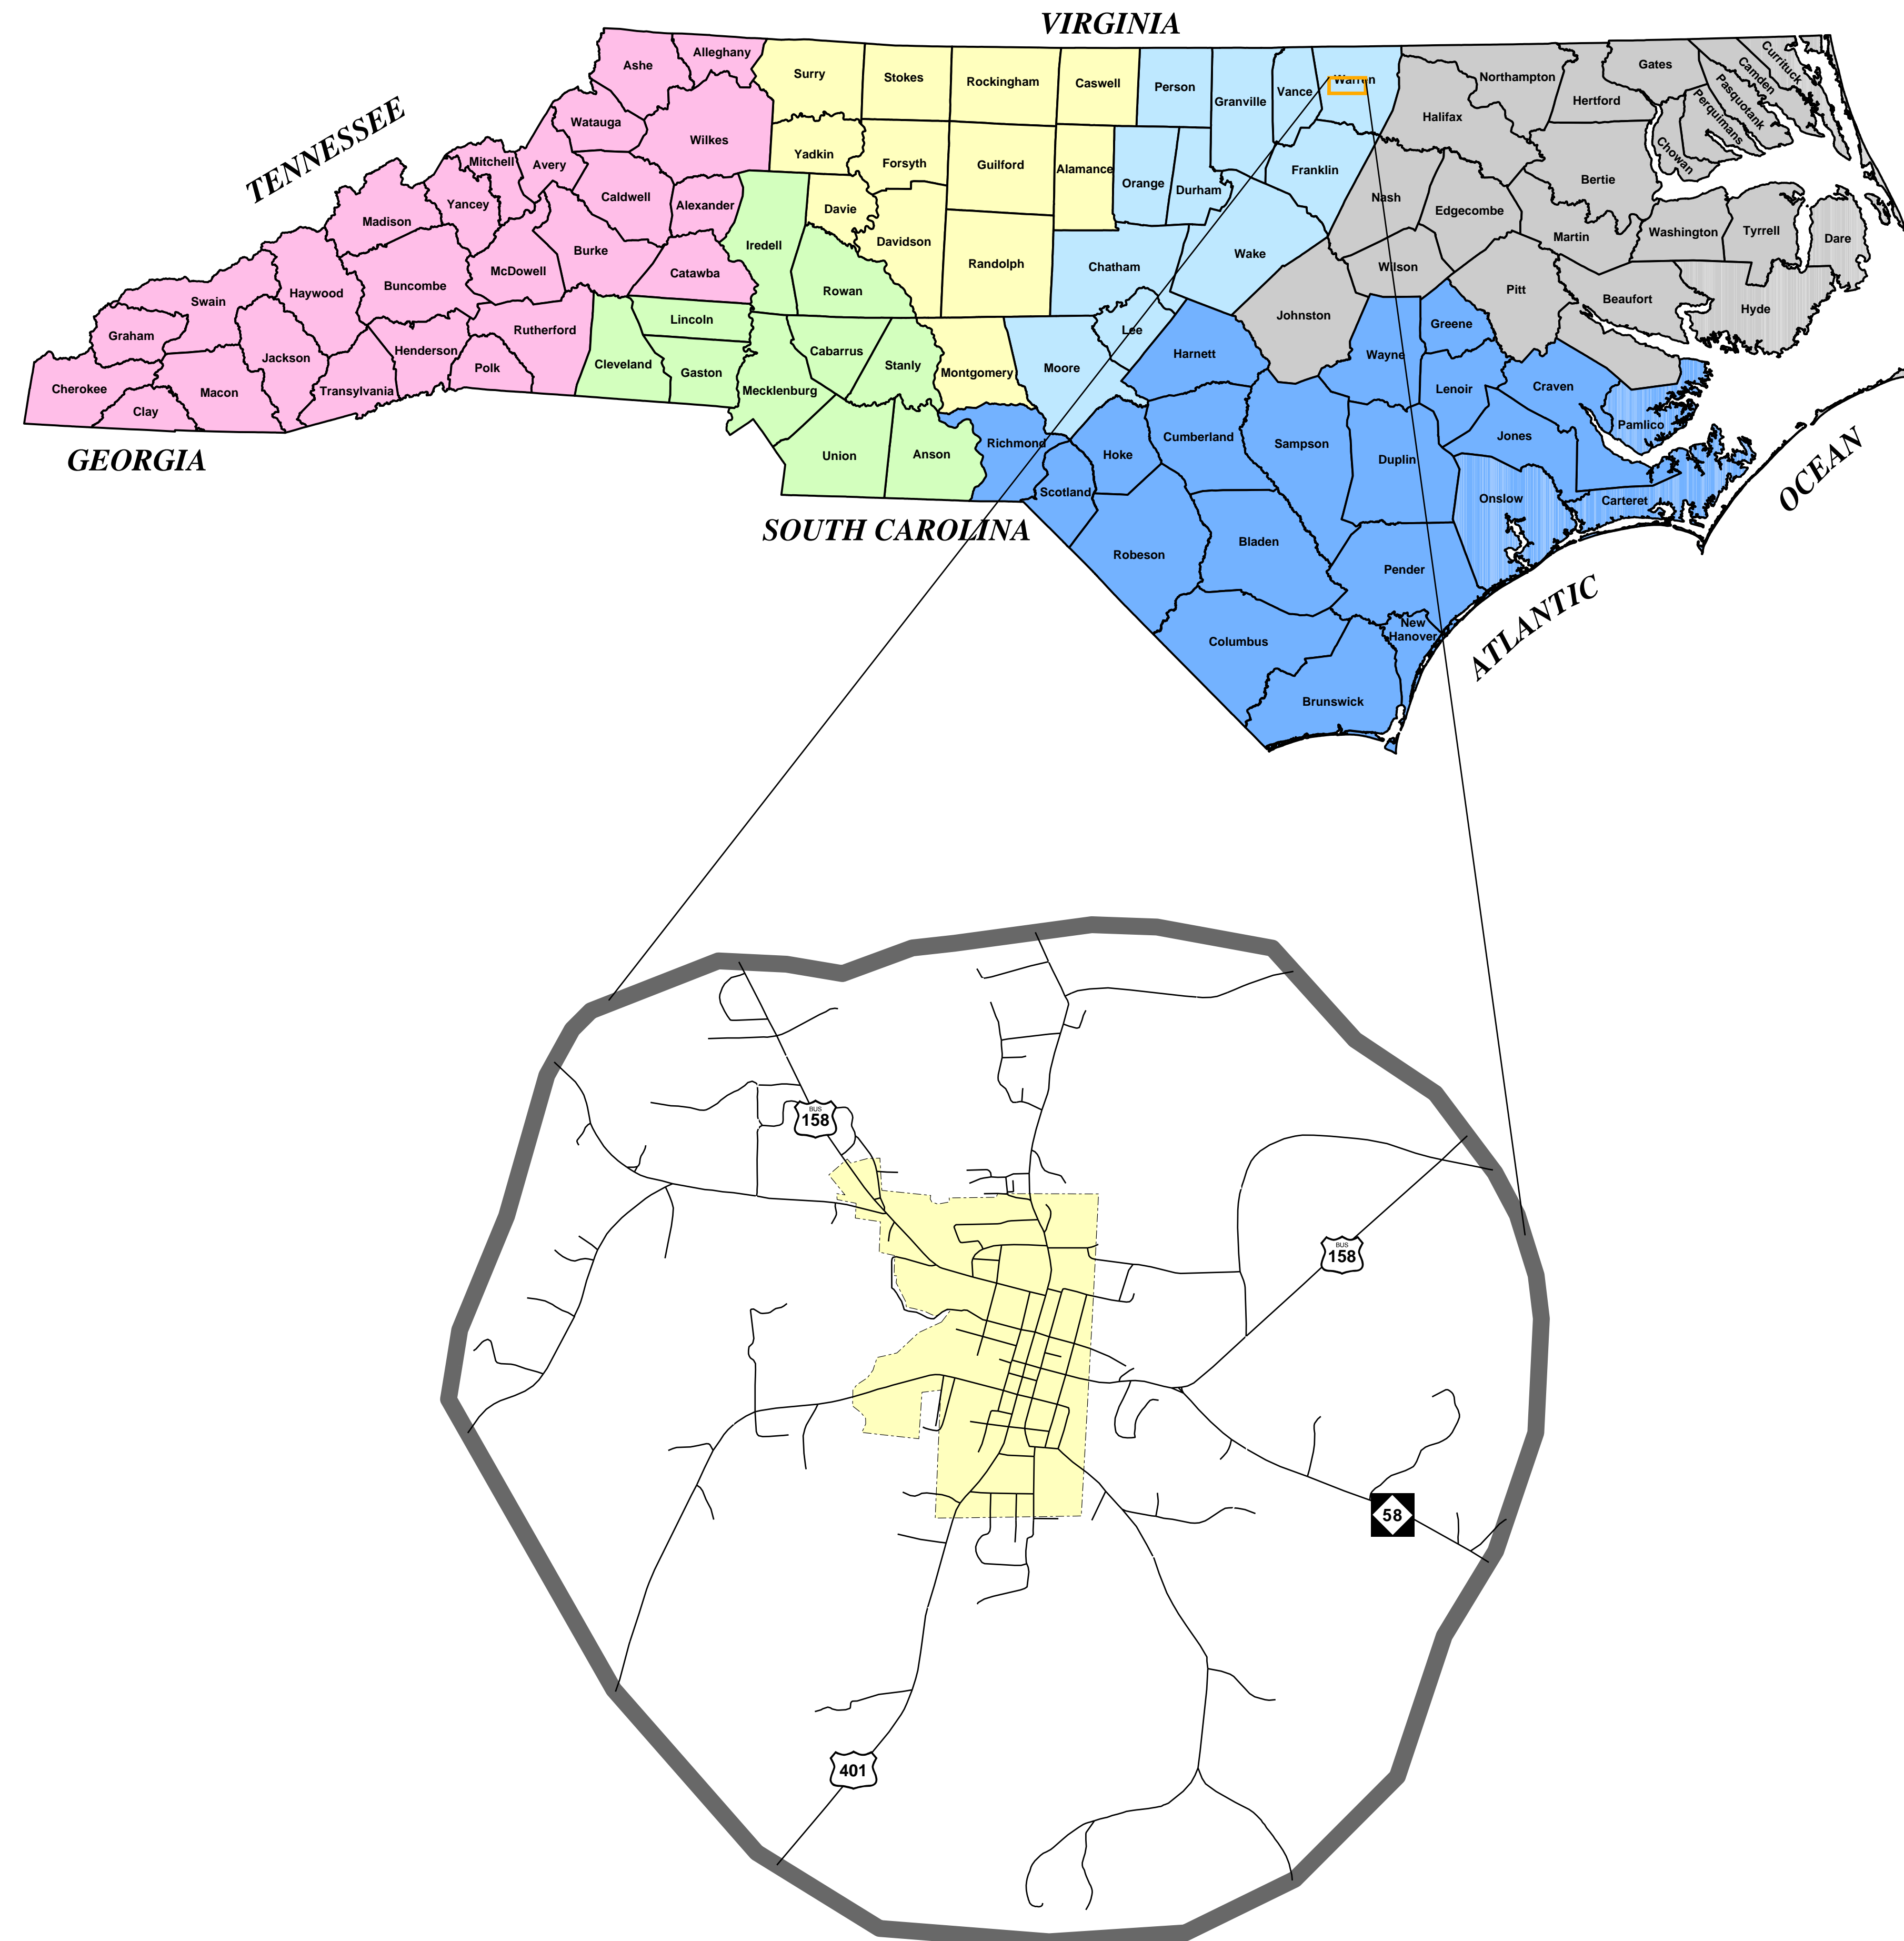 VIRGINIA
TENNESSEE
GEORGIA
SOUTH CAROLINA
ATLANTIC
OCEAN
Ashe
Alleghany
Surry
Stokes
Rockingham
Caswell
Person
Granville
Vance
Warren
Northampton
Gates
Currituck
Camden
Pasquotank
Perquimans
Chowan
Hertford
Halifax
Watauga
Wilkes
Yadkin
Forsyth
Guilford
Alamance
Orange
Durham
Franklin
Nash
Edgecombe
Bertie
Mitchell
Avery
Yancey
Caldwell
Alexander
Davie
Madison
Iredell
Davidson
Randolph
Chatham
Wake
Wilson
Martin
Washington
Tyrrell
Dare
Burke
McDowell
Catawba
Rowan
Buncombe
Haywood
Swain
Graham
Rutherford
Lincoln
Cabarrus
Stanly
Montgomery
Moore
Lee
Harnett
Johnston
Pitt
Beaufort
Hyde
Greene
Wayne
Lenoir
Craven
Pamlico
Henderson
Polk
Jackson
Transylvania
Macon
Cherokee
Clay
Cleveland
Gaston
Mecklenburg
Union
Anson
Richmond
Scotland
Hoke
Cumberland
Sampson
Duplin
Jones
Onslow
Carteret
Robeson
Bladen
Pender
Columbus
New
Hanover
Brunswick
BUS
158
BUS
158
58
401